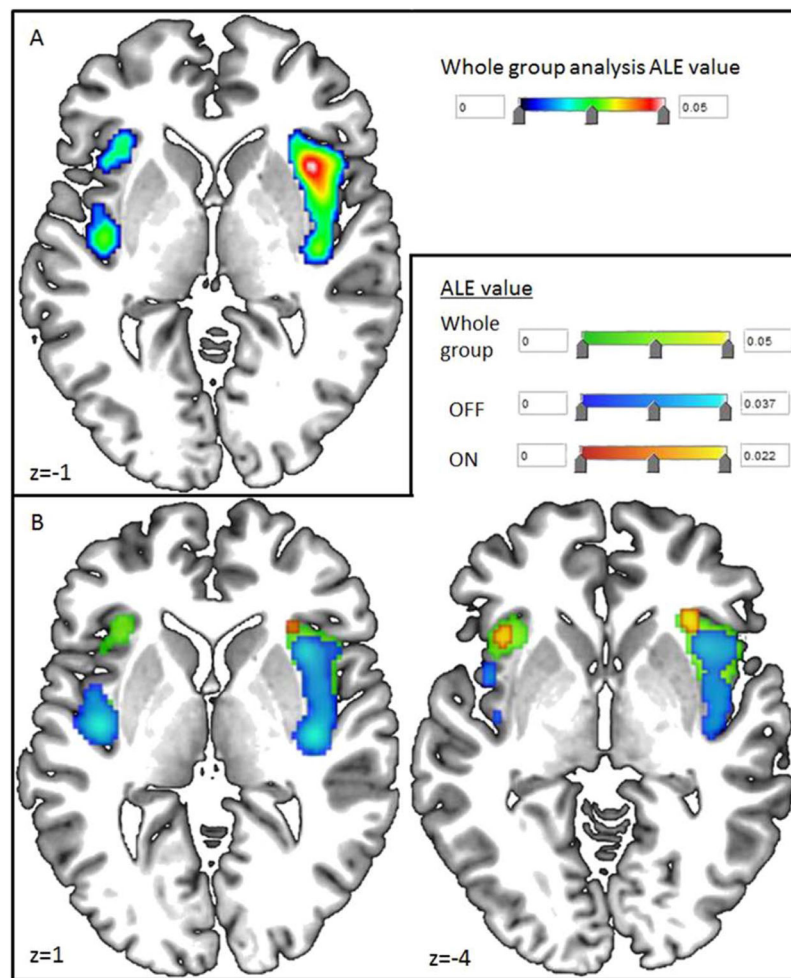 A
Whole group analysis ALE value
0 0.05
z=-1
ALE value
Whole
group
0 0.05
OFF
0 0.037
ON
0 0.022
B
z=1
z=-4